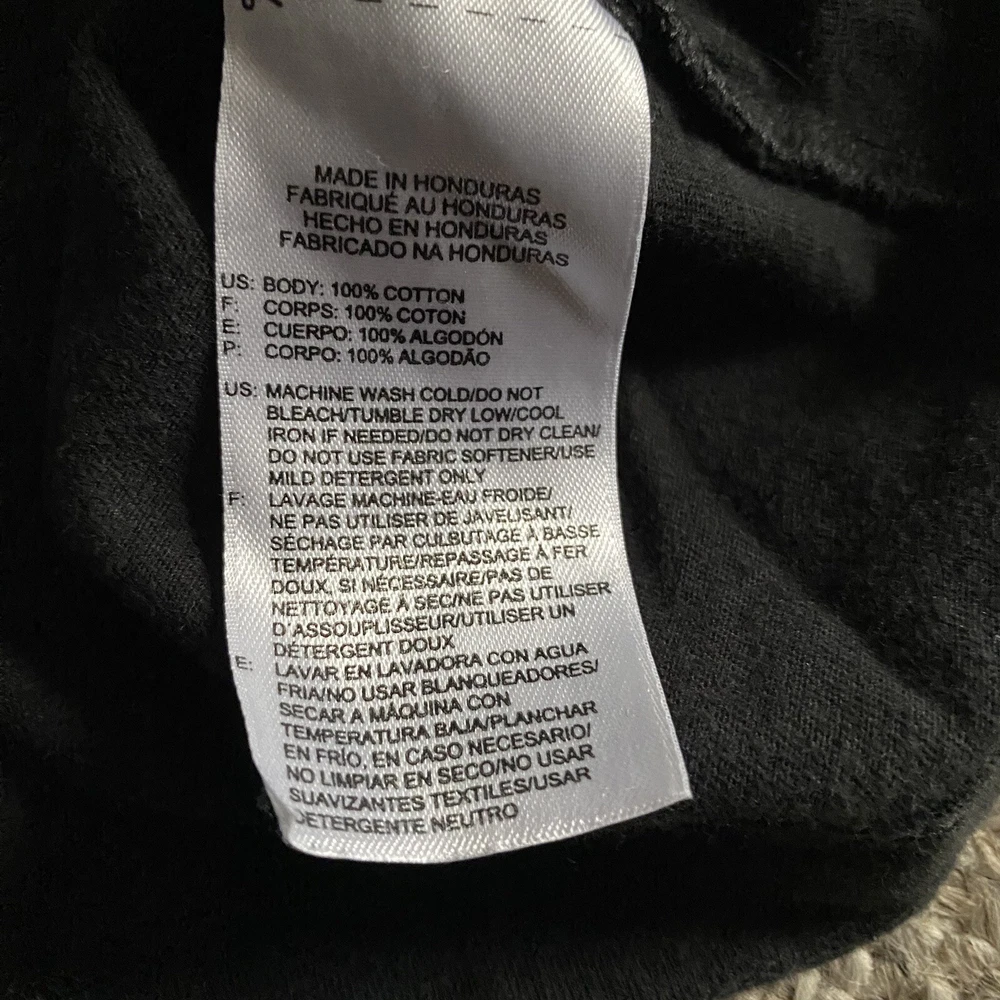 MADE IN HONDURAS
FABRIQUÉ AU HONDURAS
HECHO EN HONDURAS
FABRICADO NA HONDURAS
US: BODY: 100% COTTON
F: CORPS: 100% COTON
E: CUERPO: 100% ALGODÓN
P: CORPO: 100% ALGODÃO
US: MACHINE WASH COLD/DO NOT
BLEACH/TUMBLE DRY LOW/COOL
IRON IF NEEDED/DO NOT DRY CLEAN/
DO NOT USE FABRIC SOFTENER/USE
MILD DETERGENT ONLY
F: LAVAGE MACHINE-EAU FROIDE/
NE PAS UTILISER DE JAVELISANT/
SÉCHAGE PAR CULBUTAGE À BASSE
TEMPÉRATURE/REPASSAGE À FER
DOUX, SI NÉCESSAIRE/PAS DE
NETTOYAGE À SEC/NE PAS UTILISER
D'ASSOUPLISSEUR/UTILISER UN
DÉTERGENT DOUX
E: LAVAR EN LAVADORA CON AGUA
FRIA/NO USAR BLANQUEADORES/
SECAR A MÁQUINA CON
TEMPERATURA BAJA/PLANCHAR
EN FRÍO, EN CASO NECESARIO/
NO LIMPIAR EN SECO/NO USAR
SUAVIZANTES TEXTILES/USAR
DETERGENTE NEUTRO